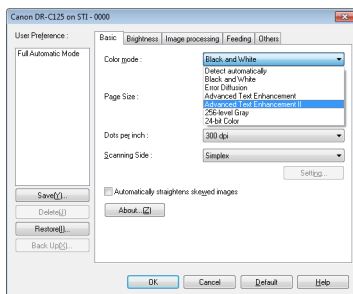 Canon DR-C125 on STI - 0000
User Preference :
Full Automatic Mode
Save(Y)...
Delete(J)
Restore(I)...
Back Up(X)...
Basic Brightness Image processing Feeding Others
Color mode : Black and White
Detect automatically
Black and White
Error Diffusion
Advanced Text Enhancement
Advanced Text Enhancement II
256-level Gray
24-bit Color
Page Size :
Dots per inch : 300 dpi
Scanning Side : Simplex
Setting...
Automatically straightens skewed images
About...(Z)
OK Cancel Default Help